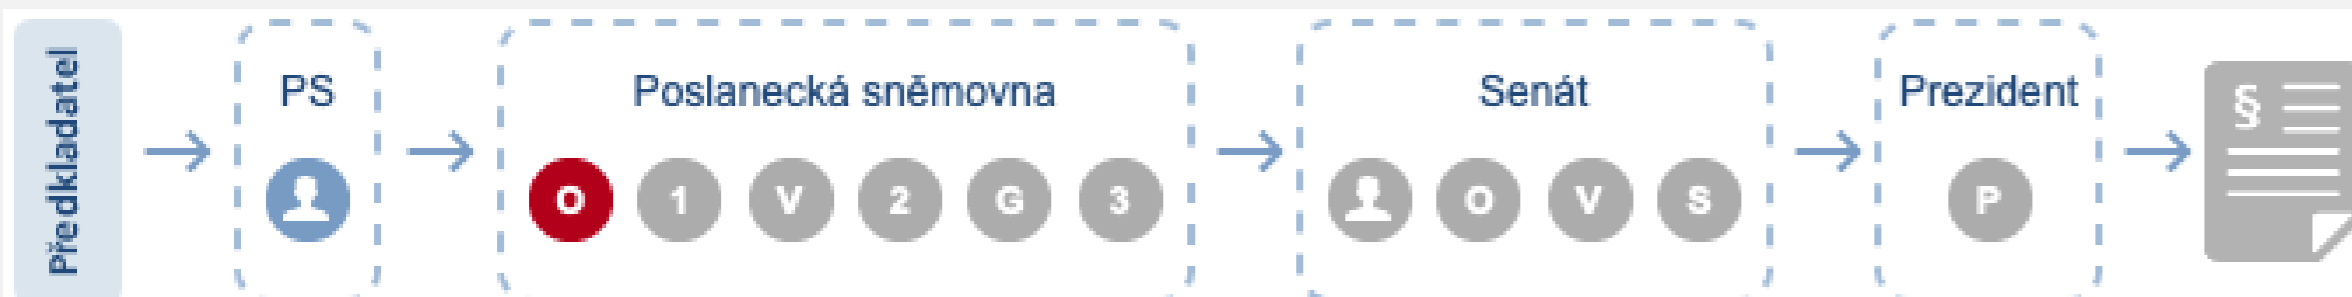 Předkladatel
PS
Poslanecká sněmovna
O 1 V 2 G 3
Senát
O V S
Prezident
P
§